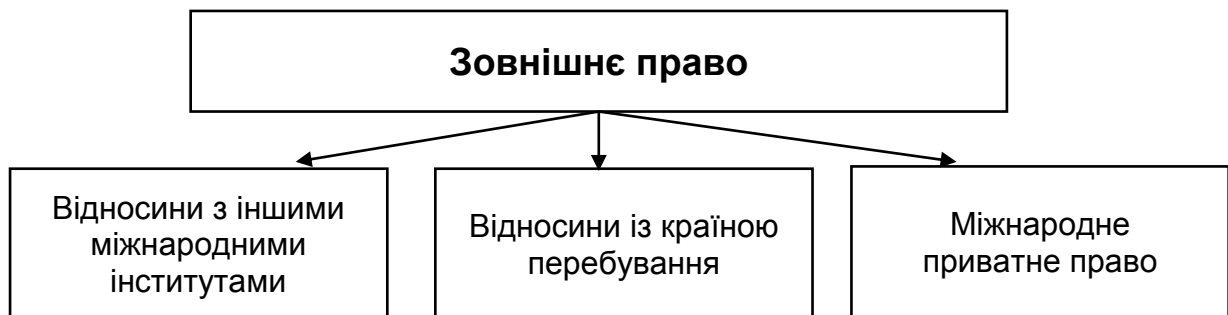 Зовнішнє право
Відносини з іншими
міжнародними
інститутами
Відносини із країною
перебування
Міжнародне
приватне право